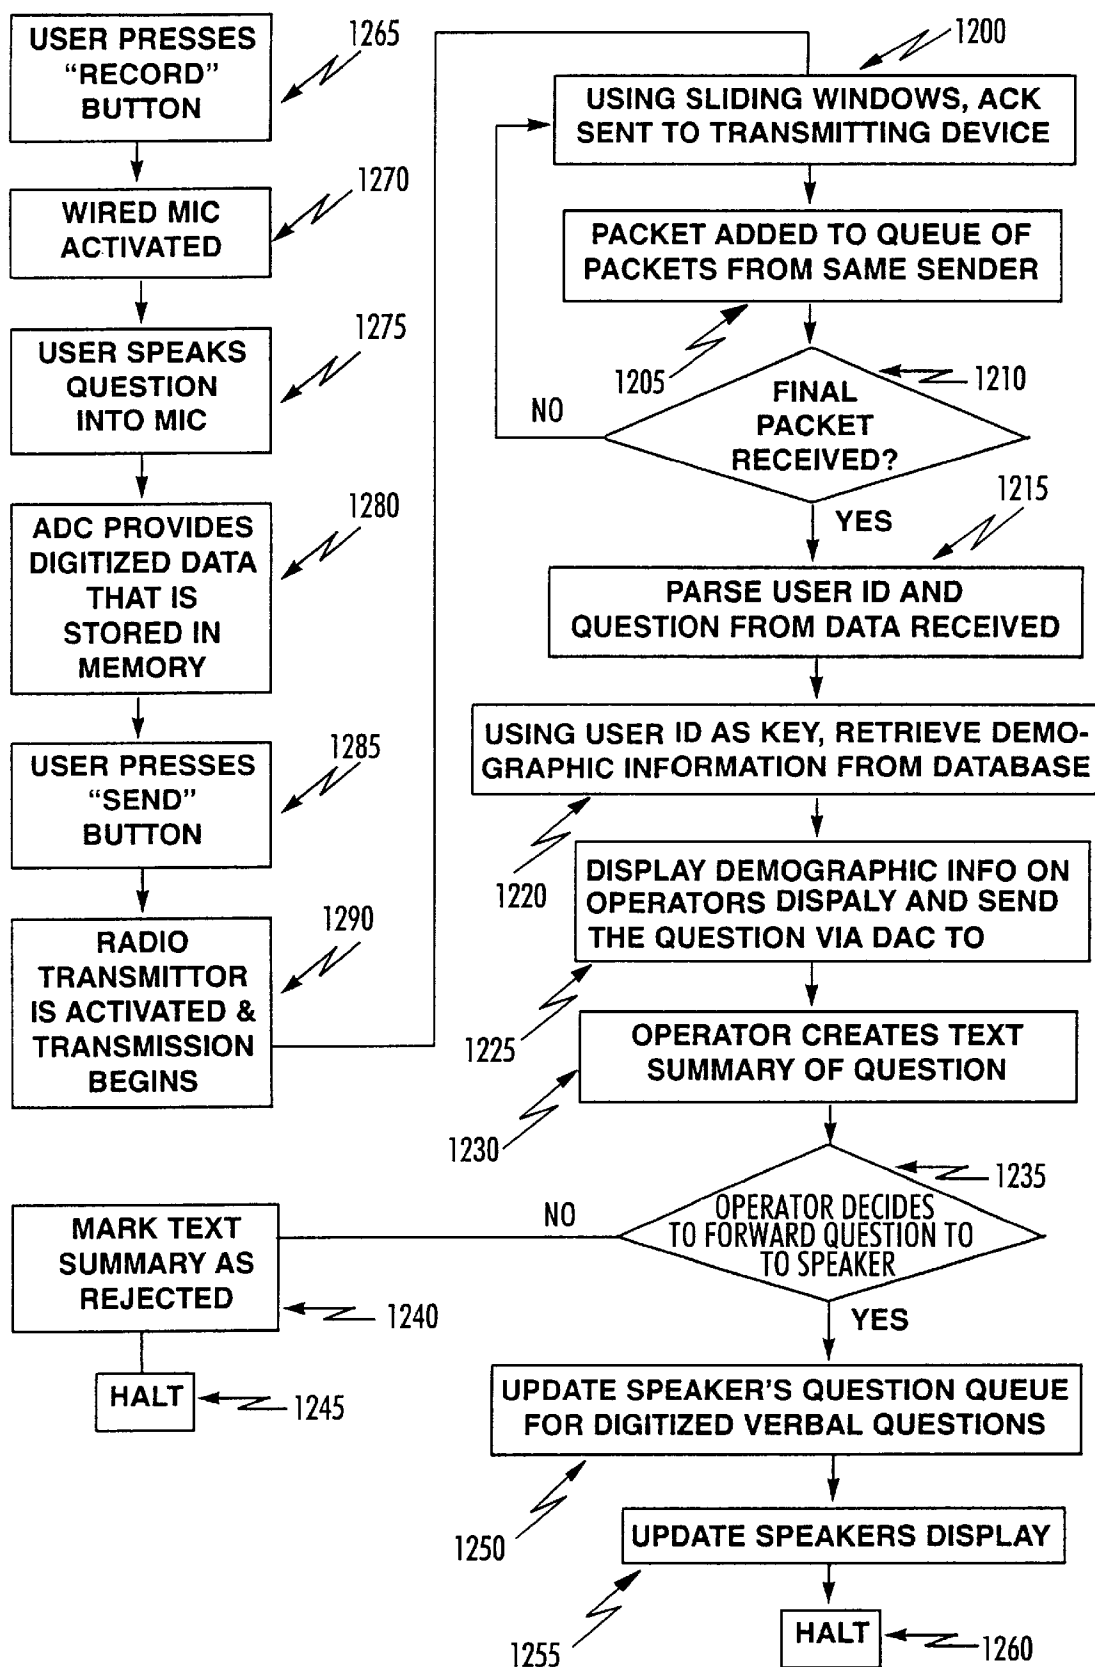 USER PRESSES
“RECORD”
BUTTON
1265
WIRED MIC
ACTIVATED
1270
USER SPEAKS
QUESTION
INTO MIC
1275
ADC PROVIDES
DIGITIZED DATA
THAT IS
STORED IN
MEMORY
1280
USER PRESSES
“SEND”
BUTTON
1285
RADIO
TRANSMITTOR
IS ACTIVATED &
TRANSMISSION
BEGINS
1290
1200
USING SLIDING WINDOWS, ACK
SENT TO TRANSMITTING DEVICE
PACKET ADDED TO QUEUE OF
PACKETS FROM SAME SENDER
1205
1210
FINAL
PACKET
RECEIVED?
NO
YES
1215
PARSE USER ID AND
QUESTION FROM DATA RECEIVED
USING USER ID AS KEY, RETRIEVE DEMO-
GRAPHIC INFORMATION FROM DATABASE
1220
DISPLAY DEMOGRAPHIC INFO ON
OPERATORS DISPALY AND SEND
THE QUESTION VIA DAC TO
1225
OPERATOR CREATES TEXT
SUMMARY OF QUESTION
1230
1235
OPERATOR DECIDES
TO FORWARD QUESTION TO
TO SPEAKER
NO
MARK TEXT
SUMMARY AS
REJECTED
1240
HALT
1245
YES
UPDATE SPEAKER’S QUESTION QUEUE
FOR DIGITIZED VERBAL QUESTIONS
1250
UPDATE SPEAKERS DISPLAY
1255
HALT
1260